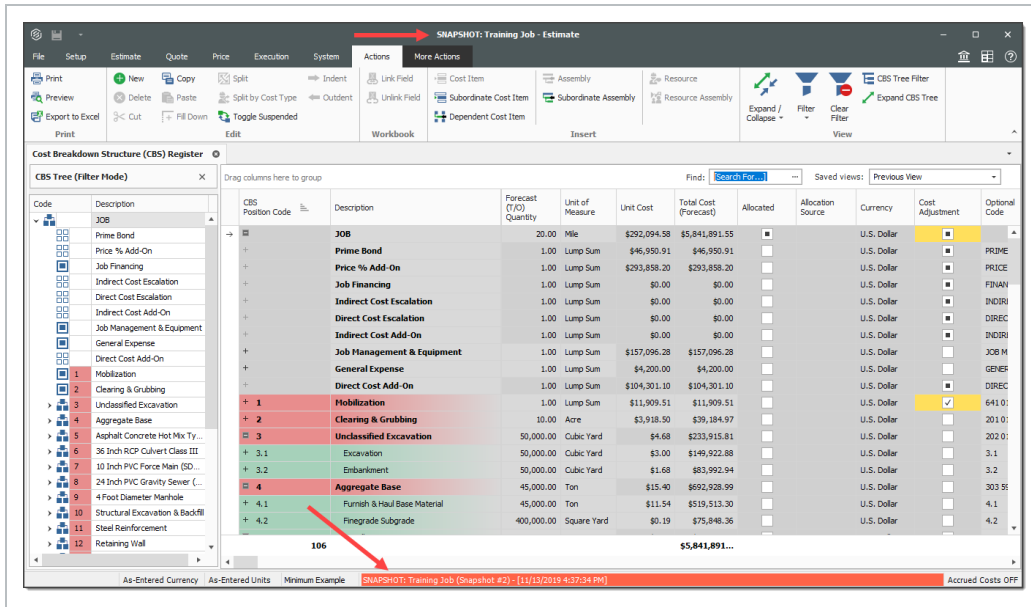 SNAPSHOT: Training Job - Estimate
File Setup Estimate Quote Price Execution System Actions More Actions
Print New Copy Split Indent Link Field Cost Item Assembly Resource CBS Tree Filter
Preview Delete Paste Split by Cost Type Outdent Unlink Field Subordinate Cost Item Subordinate Assembly Resource Assembly Expand CBS Tree
Export to Excel Cut Fill Down Toggle Suspended Dependent Cost Item Expand / Collapse Filter Clear Filter
Print Edit Workbook Insert View
Cost Breakdown Structure (CBS) Register
CBS Tree (Filter Mode) Drag columns here to group Find: [Search For...] Saved views: Previous View
Code Description
JOB
Prime Bond
Price % Add-On
Job Financing
Indirect Cost Escalation
Direct Cost Escalation
Indirect Cost Add-On
Job Management & Equipment
General Expense
Direct Cost Add-On
1 Mobilization
2 Clearing & Grubbing
3 Unclassified Excavation
4 Aggregate Base
5 Asphalt Concrete Hot Mix Ty...
6 36 Inch RCP Culvert Class III
7 10 Inch PVC Force Main (SD...
8 24 Inch PVC Gravity Sewer (...
9 4 Foot Diameter Manhole
10 Structural Excavation & Backfill
11 Steel Reinforcement
12 Retaining Wall
CBS Position Code Description Forecast (T/O) Quantity Unit of Measure Unit Cost Total Cost (Forecast) Allocated Allocation Source Currency Cost Adjustment Optional Code
JOB 20.00 Mile $292,094.58 $5,841,891.55 U.S. Dollar
Prime Bond 1.00 Lump Sum $46,950.91 $46,950.91 U.S. Dollar PRIME
Price % Add-On 1.00 Lump Sum $293,858.20 $293,858.20 U.S. Dollar PRICE
Job Financing 1.00 Lump Sum $0.00 $0.00 U.S. Dollar FINAN
Indirect Cost Escalation 1.00 Lump Sum $0.00 $0.00 U.S. Dollar INDIRI
Direct Cost Escalation 1.00 Lump Sum $0.00 $0.00 U.S. Dollar DIREC
Indirect Cost Add-On 1.00 Lump Sum $0.00 $0.00 U.S. Dollar INDIRI
Job Management & Equipment 1.00 Lump Sum $157,096.28 $157,096.28 U.S. Dollar JOB M
General Expense 1.00 Lump Sum $4,200.00 $4,200.00 U.S. Dollar GENER
Direct Cost Add-On 1.00 Lump Sum $104,301.10 $104,301.10 U.S. Dollar DIREC
1 Mobilization 1.00 Lump Sum $11,909.51 $11,909.51 U.S. Dollar 641 0:
2 Clearing & Grubbing 10.00 Acre $3,918.50 $39,184.97 U.S. Dollar 201 0:
3 Unclassified Excavation 50,000.00 Cubic Yard $4.68 $233,915.81 U.S. Dollar 202 0:
3.1 Excavation 50,000.00 Cubic Yard $3.00 $149,922.88 U.S. Dollar 3.1
3.2 Embankment 50,000.00 Cubic Yard $1.68 $83,992.94 U.S. Dollar 3.2
4 Aggregate Base 45,000.00 Ton $15.40 $692,928.99 U.S. Dollar 303 5
4.1 Furnish & Haul Base Material 45,000.00 Ton $11.54 $519,513.30 U.S. Dollar 4.1
4.2 Finegrade Subgrade 400,000.00 Square Yard $0.19 $75,848.36 U.S. Dollar 4.2
106 $5,841,891...
As-Entered Currency As-Entered Units Minimum Example SNAPSHOT: Training Job (Snapshot #2) - [11/13/2019 4:37:34 PM] Accrued Costs OFF